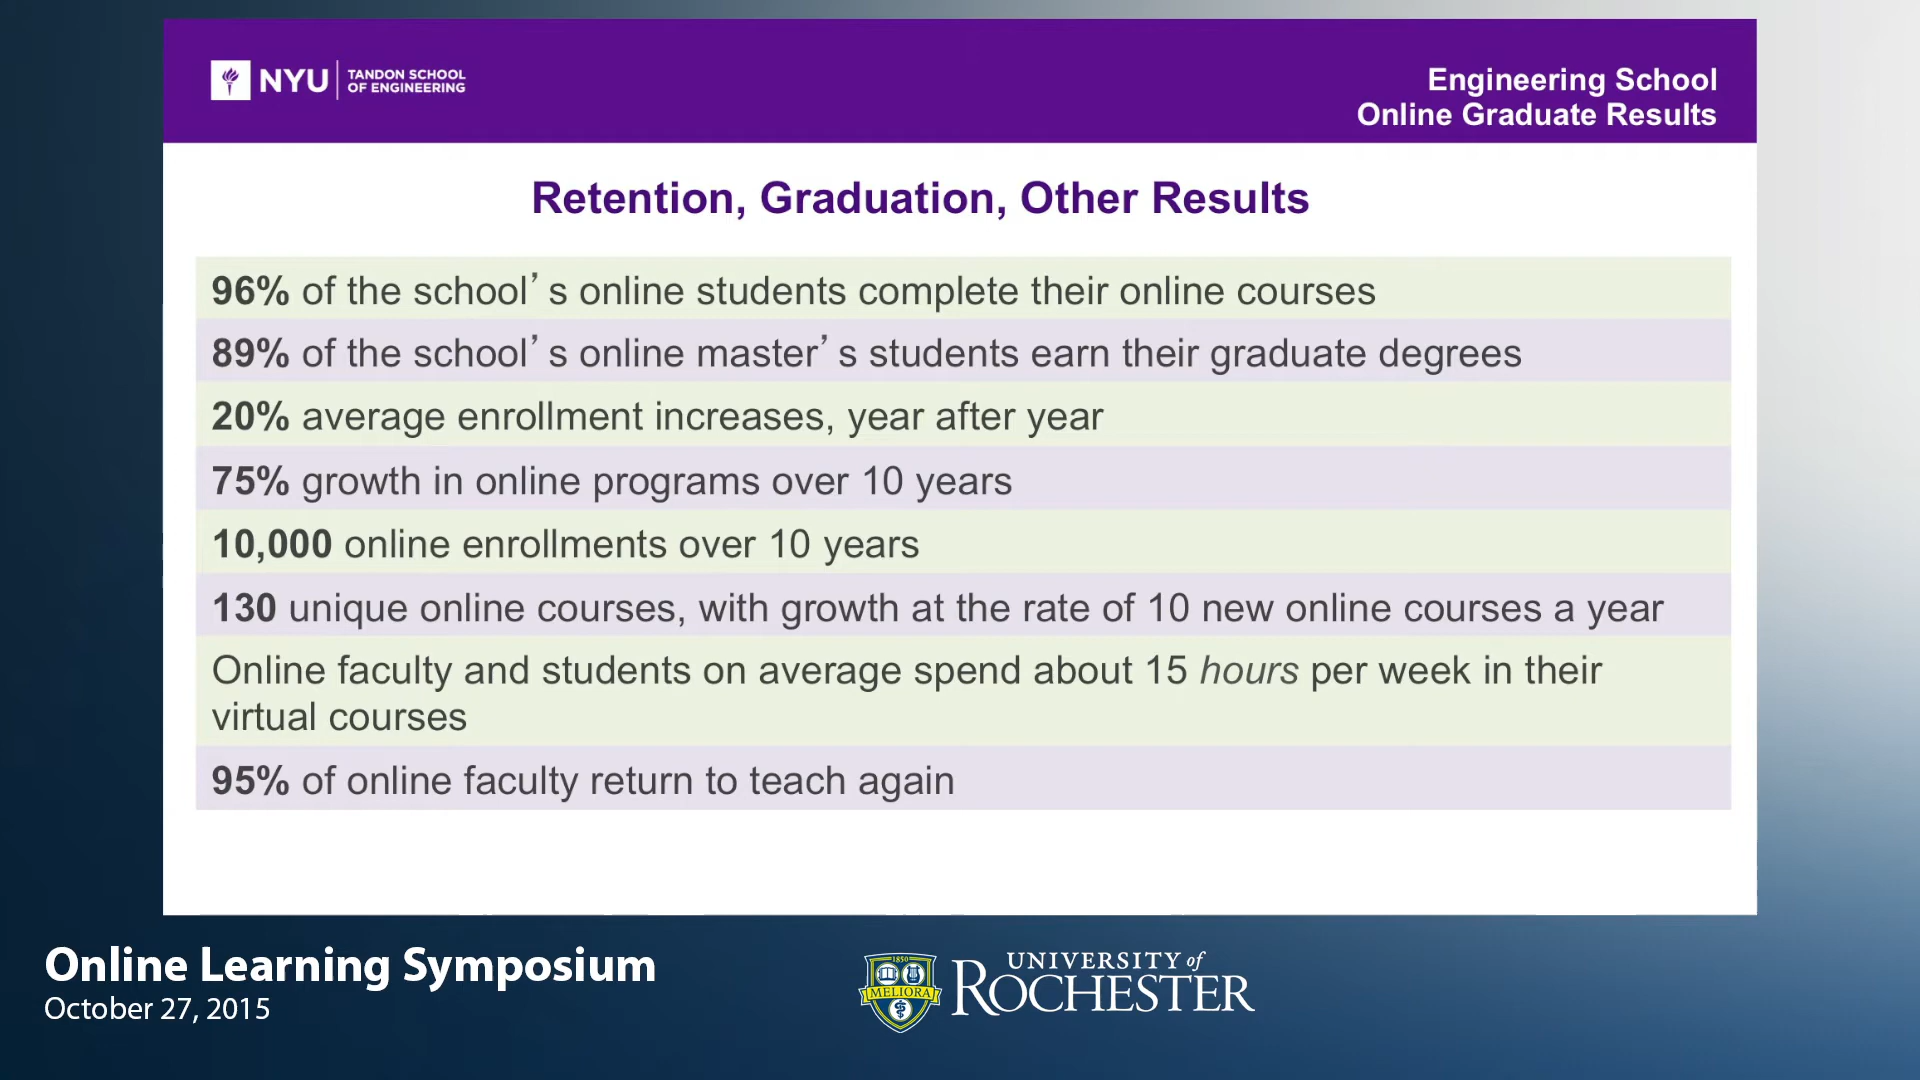 NYU
TANDON SCHOOL
OF ENGINEERING
Engineering School
Online Graduate Results
Retention, Graduation, Other Results
96% of the school’ s online students complete their online courses
89% of the school’ s online master’ s students earn their graduate degrees
20% average enrollment increases, year after year
75% growth in online programs over 10 years
10,000 online enrollments over 10 years
130 unique online courses, with growth at the rate of 10 new online courses a year
Online faculty and students on average spend about 15 hours per week in their
virtual courses
95% of online faculty return to teach again
Online Learning Symposium
October 27, 2015
1850
MELIORA
UNIVERSITY of
ROCHESTER